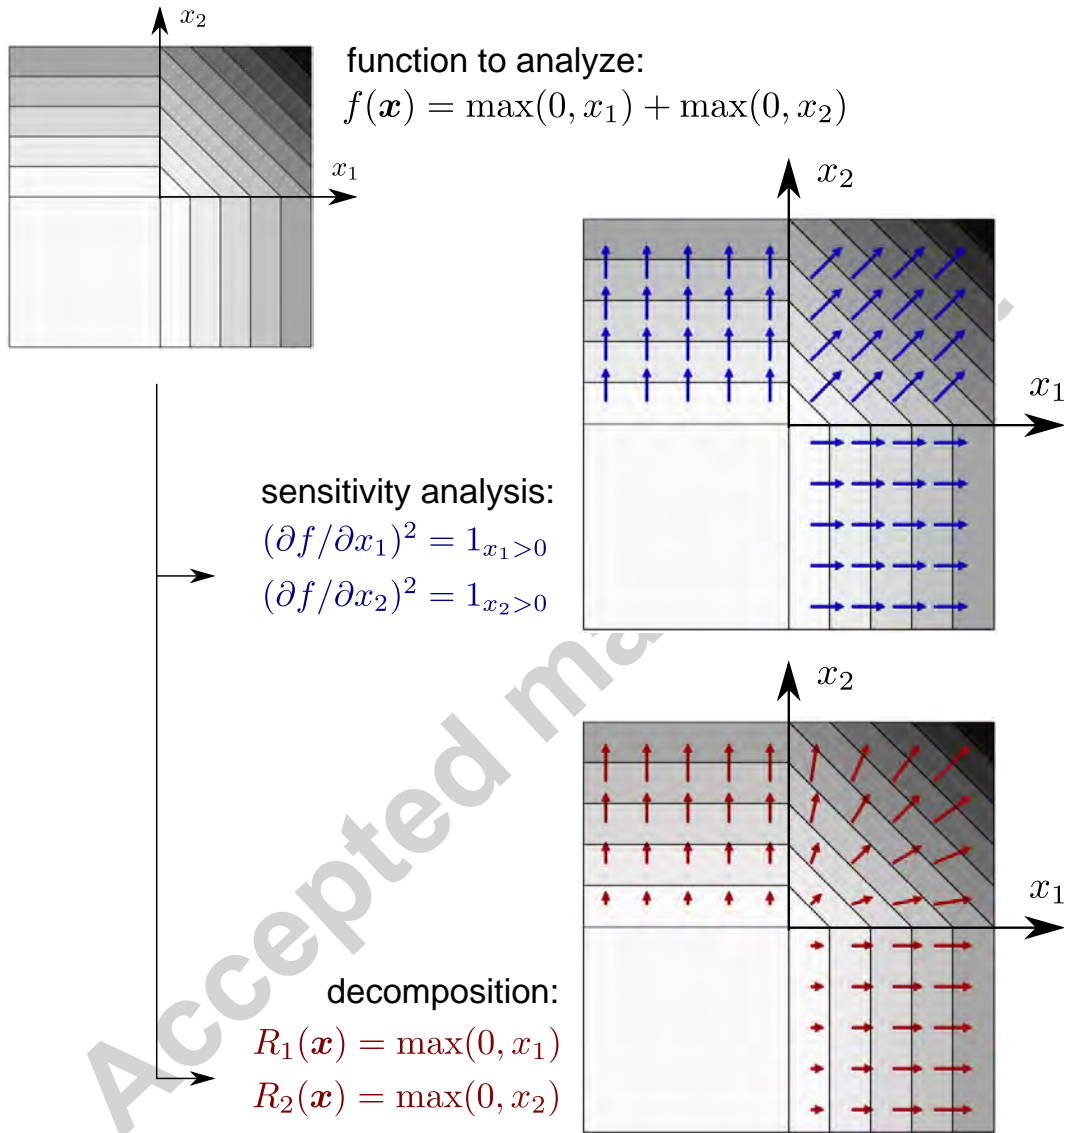 x₂
function to analyze:
f(x) = max(0, x₁) + max(0, x₂)
x₁
x₂
x₁
sensitivity analysis:
(∂f/∂x₁)² = 1ₓ₁>₀
(∂f/∂x₂)² = 1ₓ₂>₀
x₂
x₁
decomposition:
R₁(x) = max(0, x₁)
R₂(x) = max(0, x₂)
Accepted ma